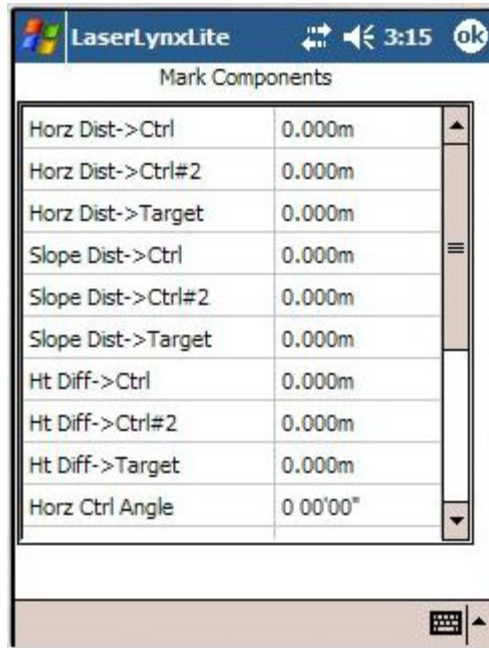 LaserLynxLite 3:15 ok
Mark Components
Horz Dist->Ctrl 0.000m
Horz Dist->Ctrl#2 0.000m
Horz Dist->Target 0.000m
Slope Dist->Ctrl 0.000m
Slope Dist->Ctrl#2 0.000m
Slope Dist->Target 0.000m
Ht Diff->Ctrl 0.000m
Ht Diff->Ctrl#2 0.000m
Ht Diff->Target 0.000m
Horz Ctrl Angle 0 00'00"